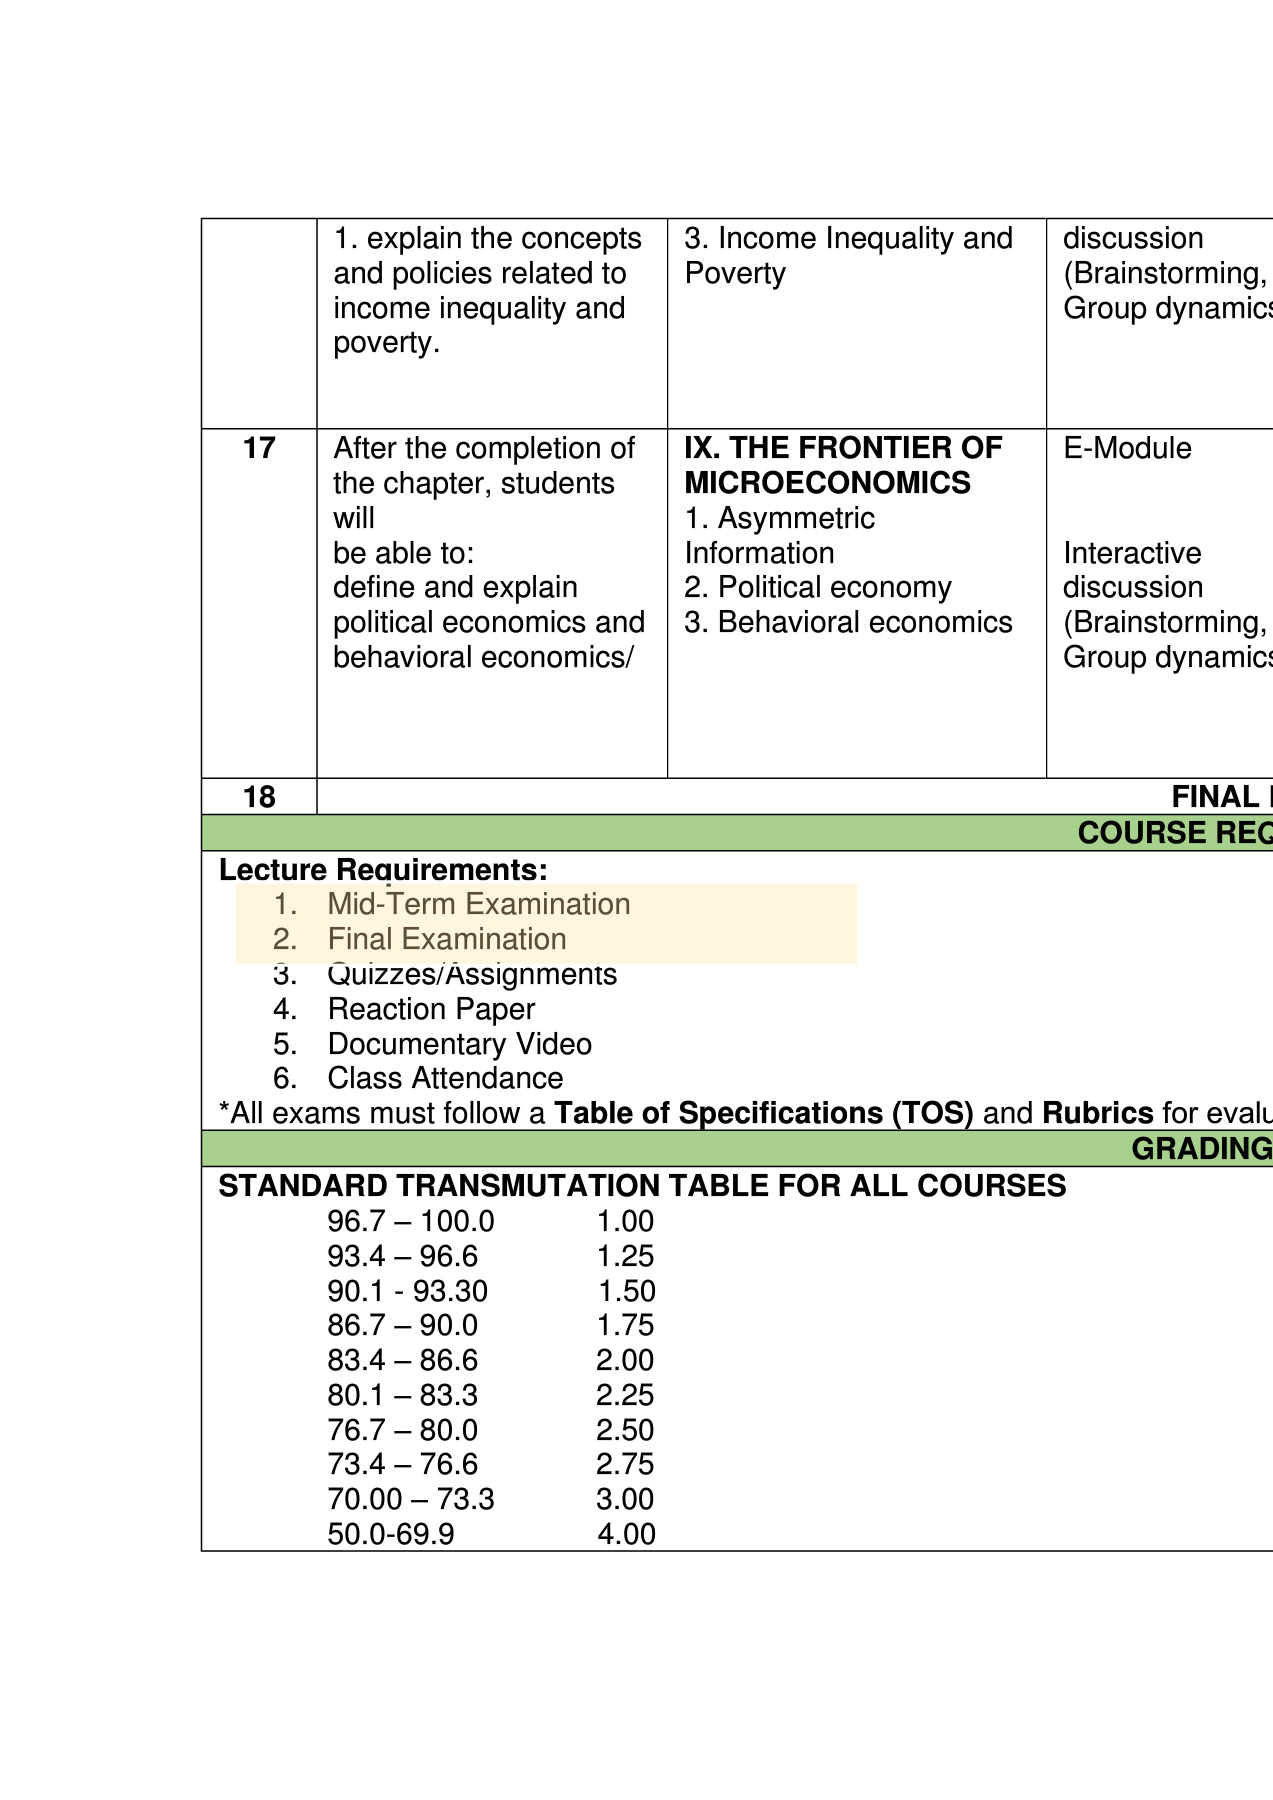 1. explain the concepts
and policies related to
income inequality and
poverty.
3. Income Inequality and
Poverty
discussion
(Brainstorming,
Group dynamics
17
After the completion of
the chapter, students
will
be able to:
define and explain
political economics and
behavioral economics/
IX. THE FRONTIER OF
MICROECONOMICS
1. Asymmetric
Information
2. Political economy
3. Behavioral economics
E-Module
Interactive
discussion
(Brainstorming,
Group dynamics
18
FINAL
COURSE REQ
Lecture Requirements:
1. Mid-Term Examination
2. Final Examination
3. Quizzes/Assignments
4. Reaction Paper
5. Documentary Video
6. Class Attendance
*All exams must follow a Table of Specifications (TOS) and Rubrics for evalu
GRADING
STANDARD TRANSMUTATION TABLE FOR ALL COURSES
96.7 – 100.0 1.00
93.4 – 96.6 1.25
90.1 - 93.30 1.50
86.7 – 90.0 1.75
83.4 – 86.6 2.00
80.1 – 83.3 2.25
76.7 – 80.0 2.50
73.4 – 76.6 2.75
70.00 – 73.3 3.00
50.0-69.9 4.00